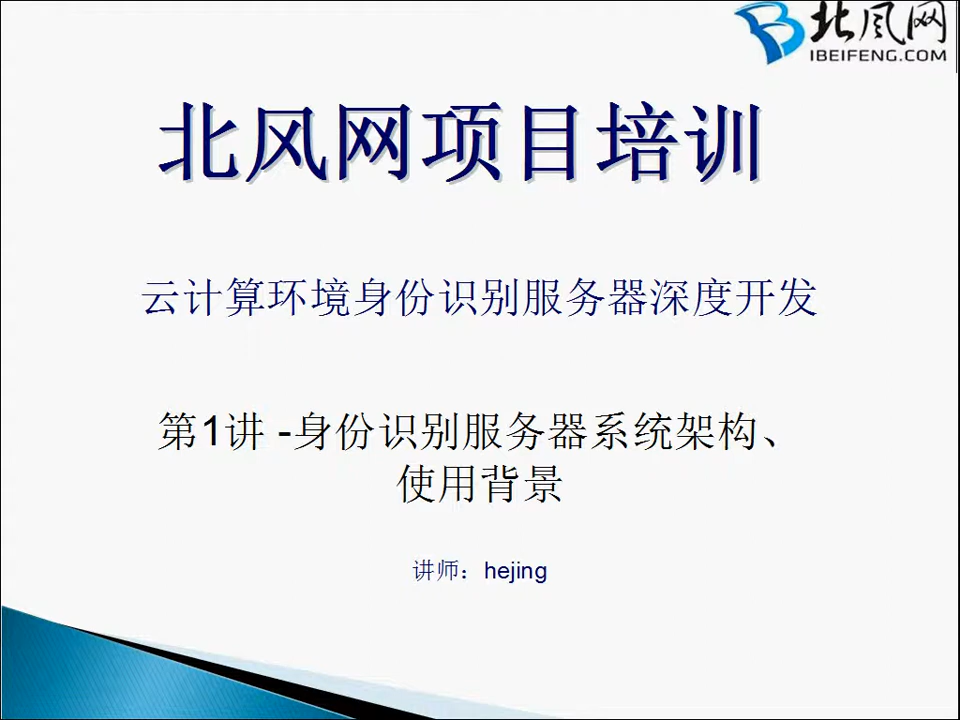 北风网
IBEIFENG.COM
北风网项目培训
云计算环境身份识别服务器深度开发
第1讲 -身份识别服务器系统架构、
使用背景
讲师：hejing